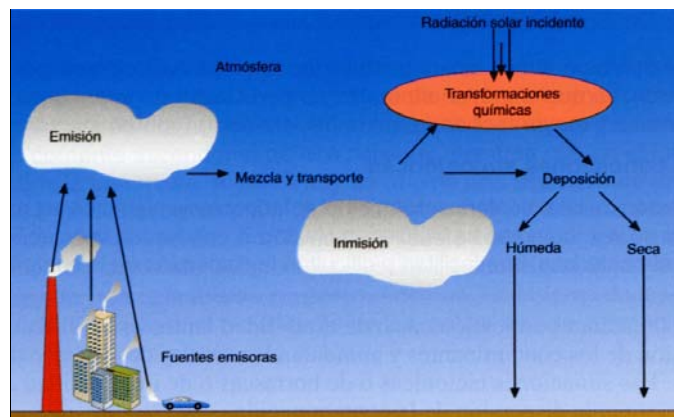 Radiación solar incidente
Atmósfera
Transformaciones
químicas
Emisión
Mezcla y transporte
Deposición
Inmisión
Húmeda
Seca
Fuentes emisoras